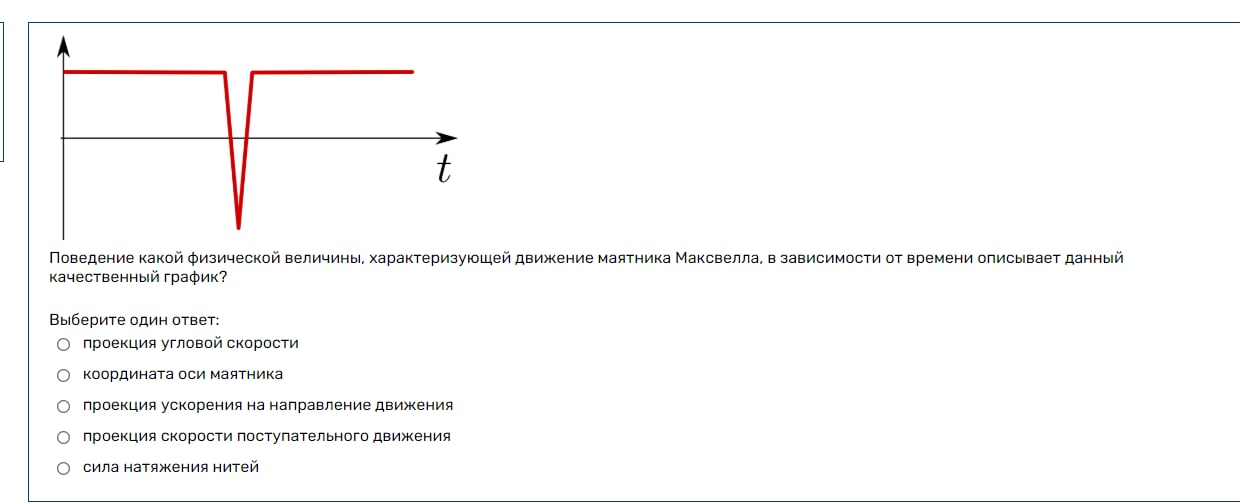 t
Поведение какой физической величины, характеризующей движение маятника Максвелла, в зависимости от времени описывает данный
качественный график?
Выберите один ответ:
проекция угловой скорости
координата оси маятника
проекция ускорения на направление движения
проекция скорости поступательного движения
сила натяжения нитей